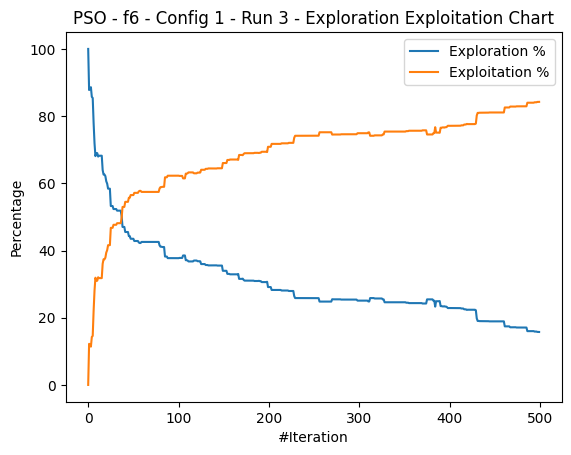 PSO - f6 - Config 1 - Run 3 - Exploration Exploitation Chart
Exploration %
Exploitation %
Percentage
100
80
60
40
20
0
0 100 200 300 400 500
#Iteration